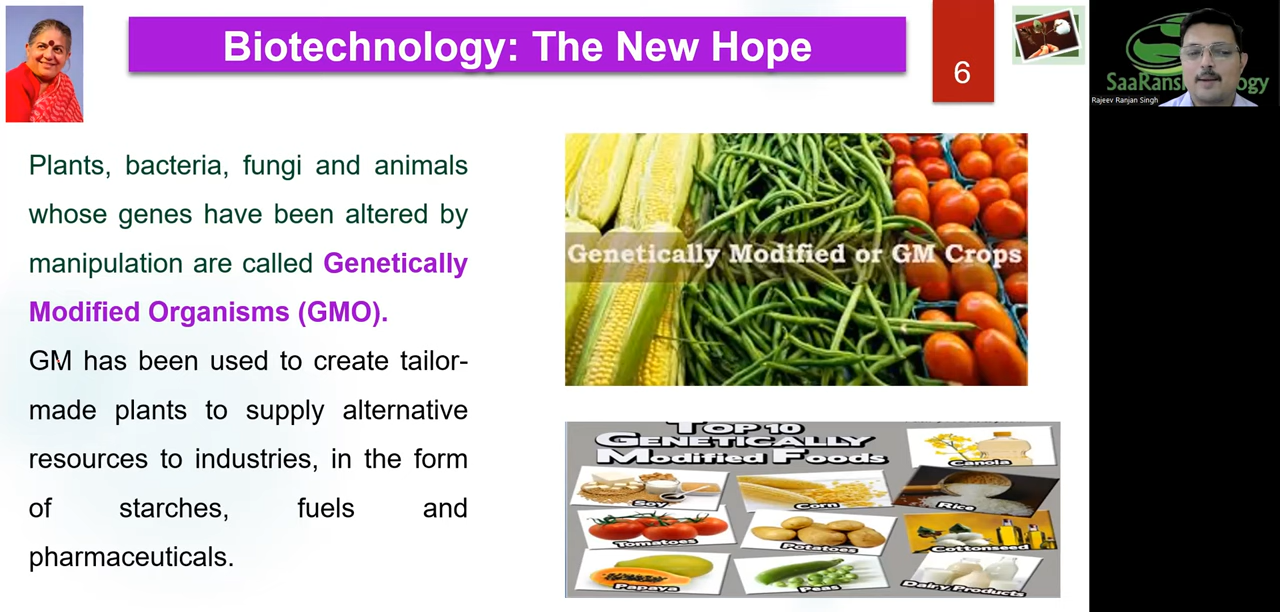 Biotechnology: The New Hope
6
SaaRans
gy
Rajeev Ranjan Singh
Plants, bacteria, fungi and animals
whose genes have been altered by
manipulation are called Genetically
Modified Organisms (GMO).
GM has been used to create tailor-
made plants to supply alternative
resources to industries, in the form
of starches, fuels and
pharmaceuticals.
Genetically Modified or GM Crops
Top 10
Genetically
Modified Foods
Canola
Soy
Corn
Rice
Tomatoes
Potatoes
Cottonseed
Papaya
Peas
Dairy Products